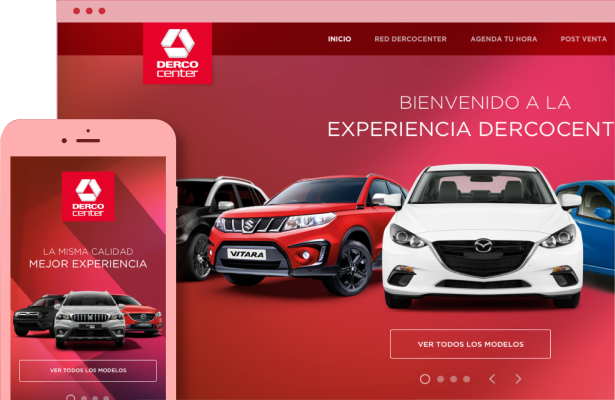 DERCO
center
INICIO
RED DERCOCENTER
AGENDA TU HORA
POST VENTA
BIENVENIDO A LA
EXPERIENCIA DERCOCENT
VITARA
VER TODOS LOS MODELOS
DERCO
center
LA MISMA CALIDAD
MEJOR EXPERIENCIA
VER TODOS LOS MODELOS